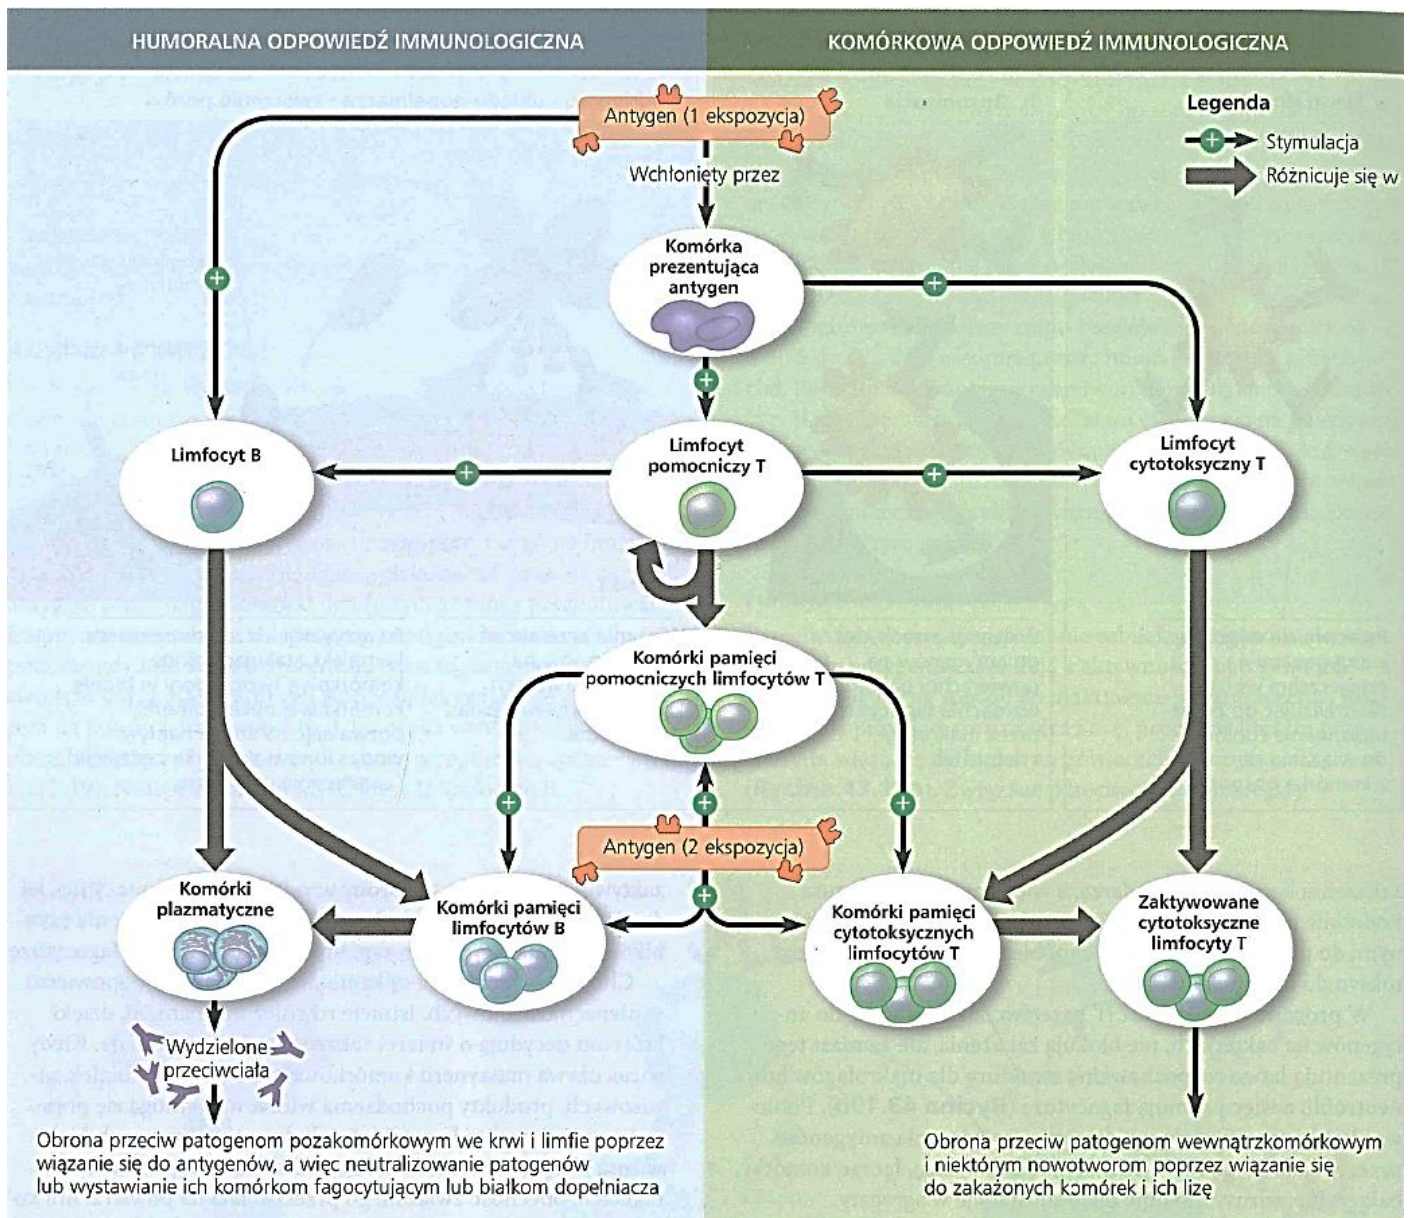 HUMORALNA ODPOWIEDŹ IMMUNOLOGICZNA
KOMÓRKOWA ODPOWIEDŹ IMMUNOLOGICZNA
Antygen (1 ekspozycja)
Legenda
Stymulacja
Różnicuje się w
Wchłonięty przez
Komórka
prezentująca
antygen
Limfocyt B
Limfocyt
pomocniczy T
Limfocyt
cytotoksyczny T
Komórki pamięci
pomocniczych limfocytów T
Antygen (2 ekspozycja)
Komórki
plazmatyczne
Komórki pamięci
limfocytów B
Komórki pamięci
cytotoksycznych
limfocytów T
Zaktywowane
cytotoksyczne
limfocyty T
Wydzielone
przeciwciała
Obrona przeciw patogenom pozakomórkowym we krwi i limfie poprzez
wiązanie się do antygenów, a więc neutralizowanie patogenów
lub wystawianie ich komórkom fagocytującym lub białkom dopełniacza
Obrona przeciw patogenom wewnątrzkomórkowym
i niektórym nowotworom poprzez wiązanie się
do zakażonych komórek i ich lizę